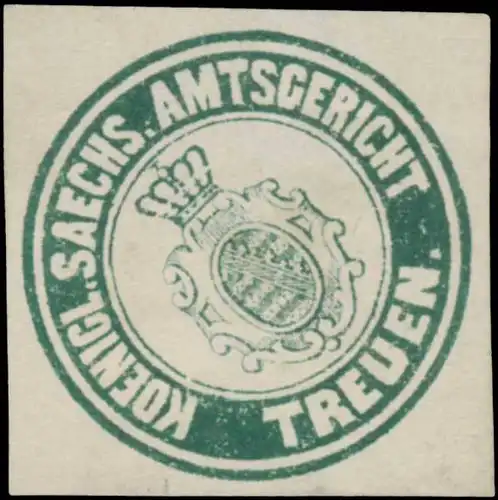 KOENIGL. SAECHS. AMTSGERICHT
TREUEN.